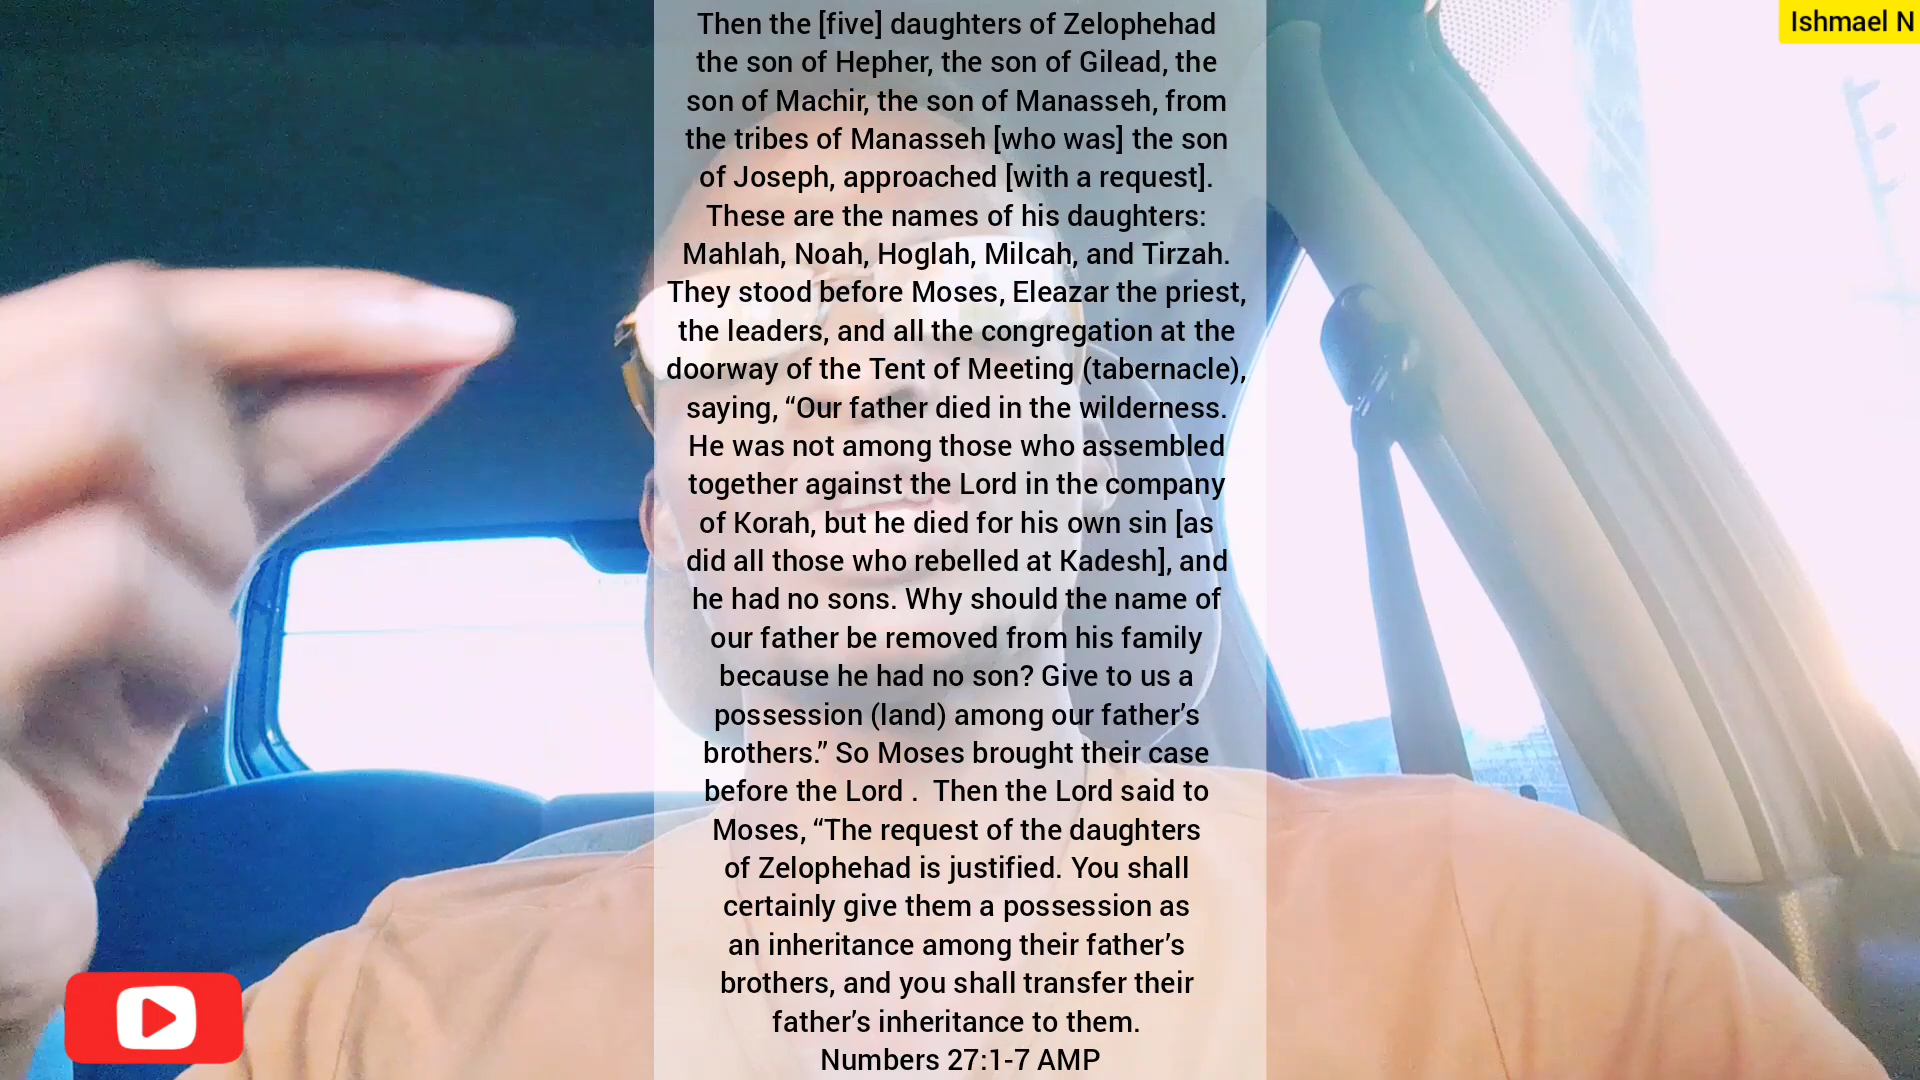 Ishmael N
Then the [five] daughters of Zelophehad
the son of Hepher, the son of Gilead, the
son of Machir, the son of Manasseh, from
the tribes of Manasseh [who was] the son
of Joseph, approached [with a request].
These are the names of his daughters:
Mahlah, Noah, Hoglah, Milcah, and Tirzah.
They stood before Moses, Eleazar the priest,
the leaders, and all the congregation at the
doorway of the Tent of Meeting (tabernacle),
saying, “Our father died in the wilderness.
He was not among those who assembled
together against the Lord in the company
of Korah, but he died for his own sin [as
did all those who rebelled at Kadesh], and
he had no sons. Why should the name of
our father be removed from his family
because he had no son? Give to us a
possession (land) among our father’s
brothers.” So Moses brought their case
before the Lord .  Then the Lord said to
Moses, “The request of the daughters
of Zelophehad is justified. You shall
certainly give them a possession as
an inheritance among their father’s
brothers, and you shall transfer their
father’s inheritance to them.
Numbers 27:1-7 AMP